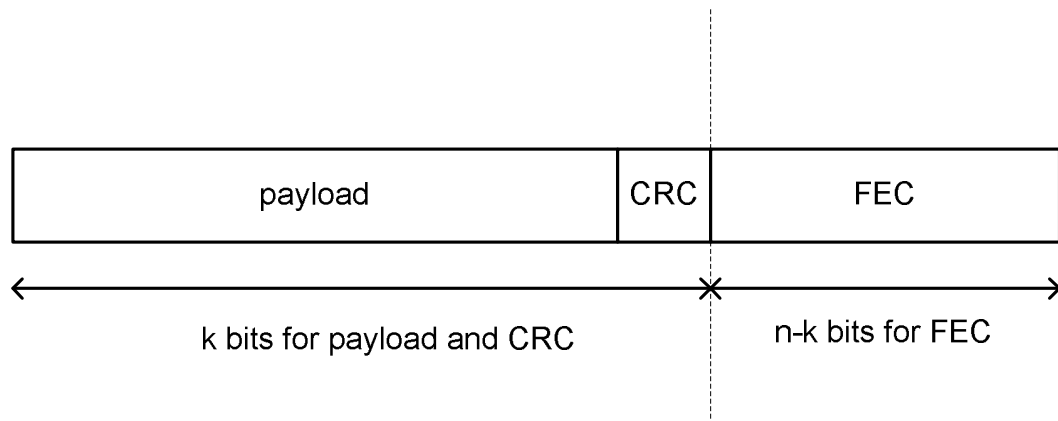 payload
CRC
FEC
k bits for payload and CRC
n-k bits for FEC